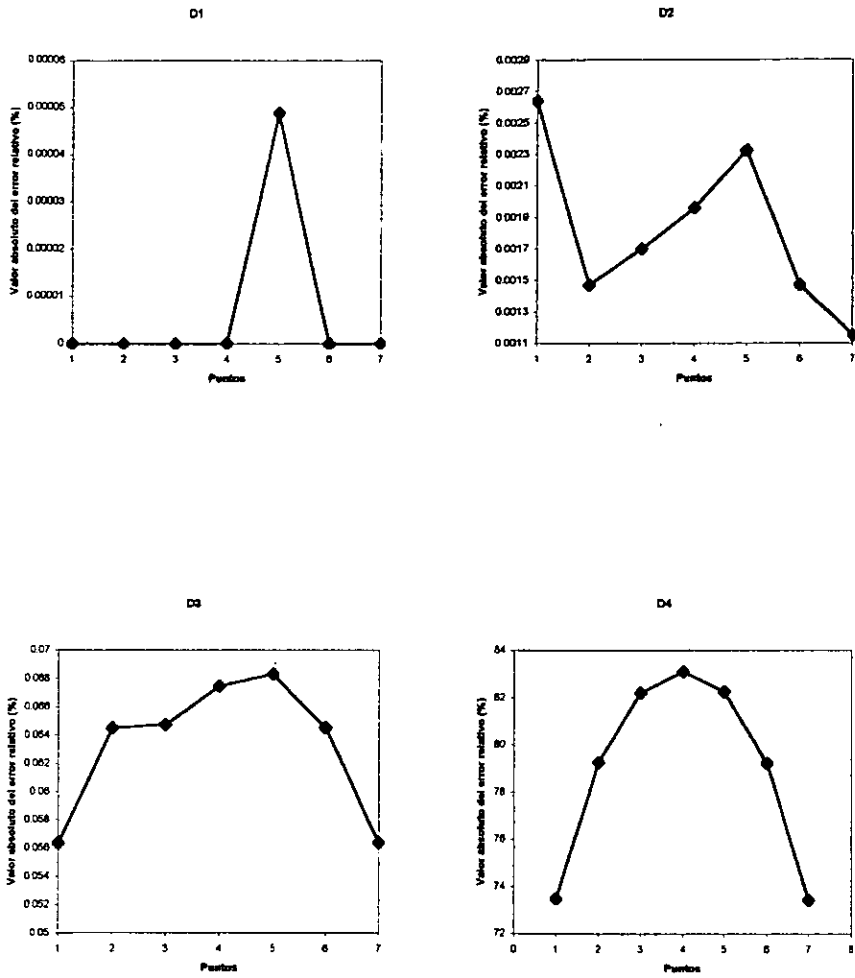 D1
Valor absoluto del error relativo (%)
0.00006
0.00005
0.00004
0.00003
0.00002
0.00001
0
1 2 3 4 5 6 7
Puntos
D2
Valor absoluto del error relativo (%)
0.0029
0.0027
0.0025
0.0023
0.0021
0.0019
0.0017
0.0015
0.0013
0.0011
1 2 3 4 5 6 7
Puntos
D3
Valor absoluto del error relativo (%)
0.07
0.068
0.066
0.064
0.062
0.06
0.058
0.056
0.054
0.052
0.05
1 2 3 4 5 6 7
Puntos
D4
Valor absoluto del error relativo (%)
84
82
80
78
76
74
72
0 1 2 3 4 5 6 7 8
Puntos